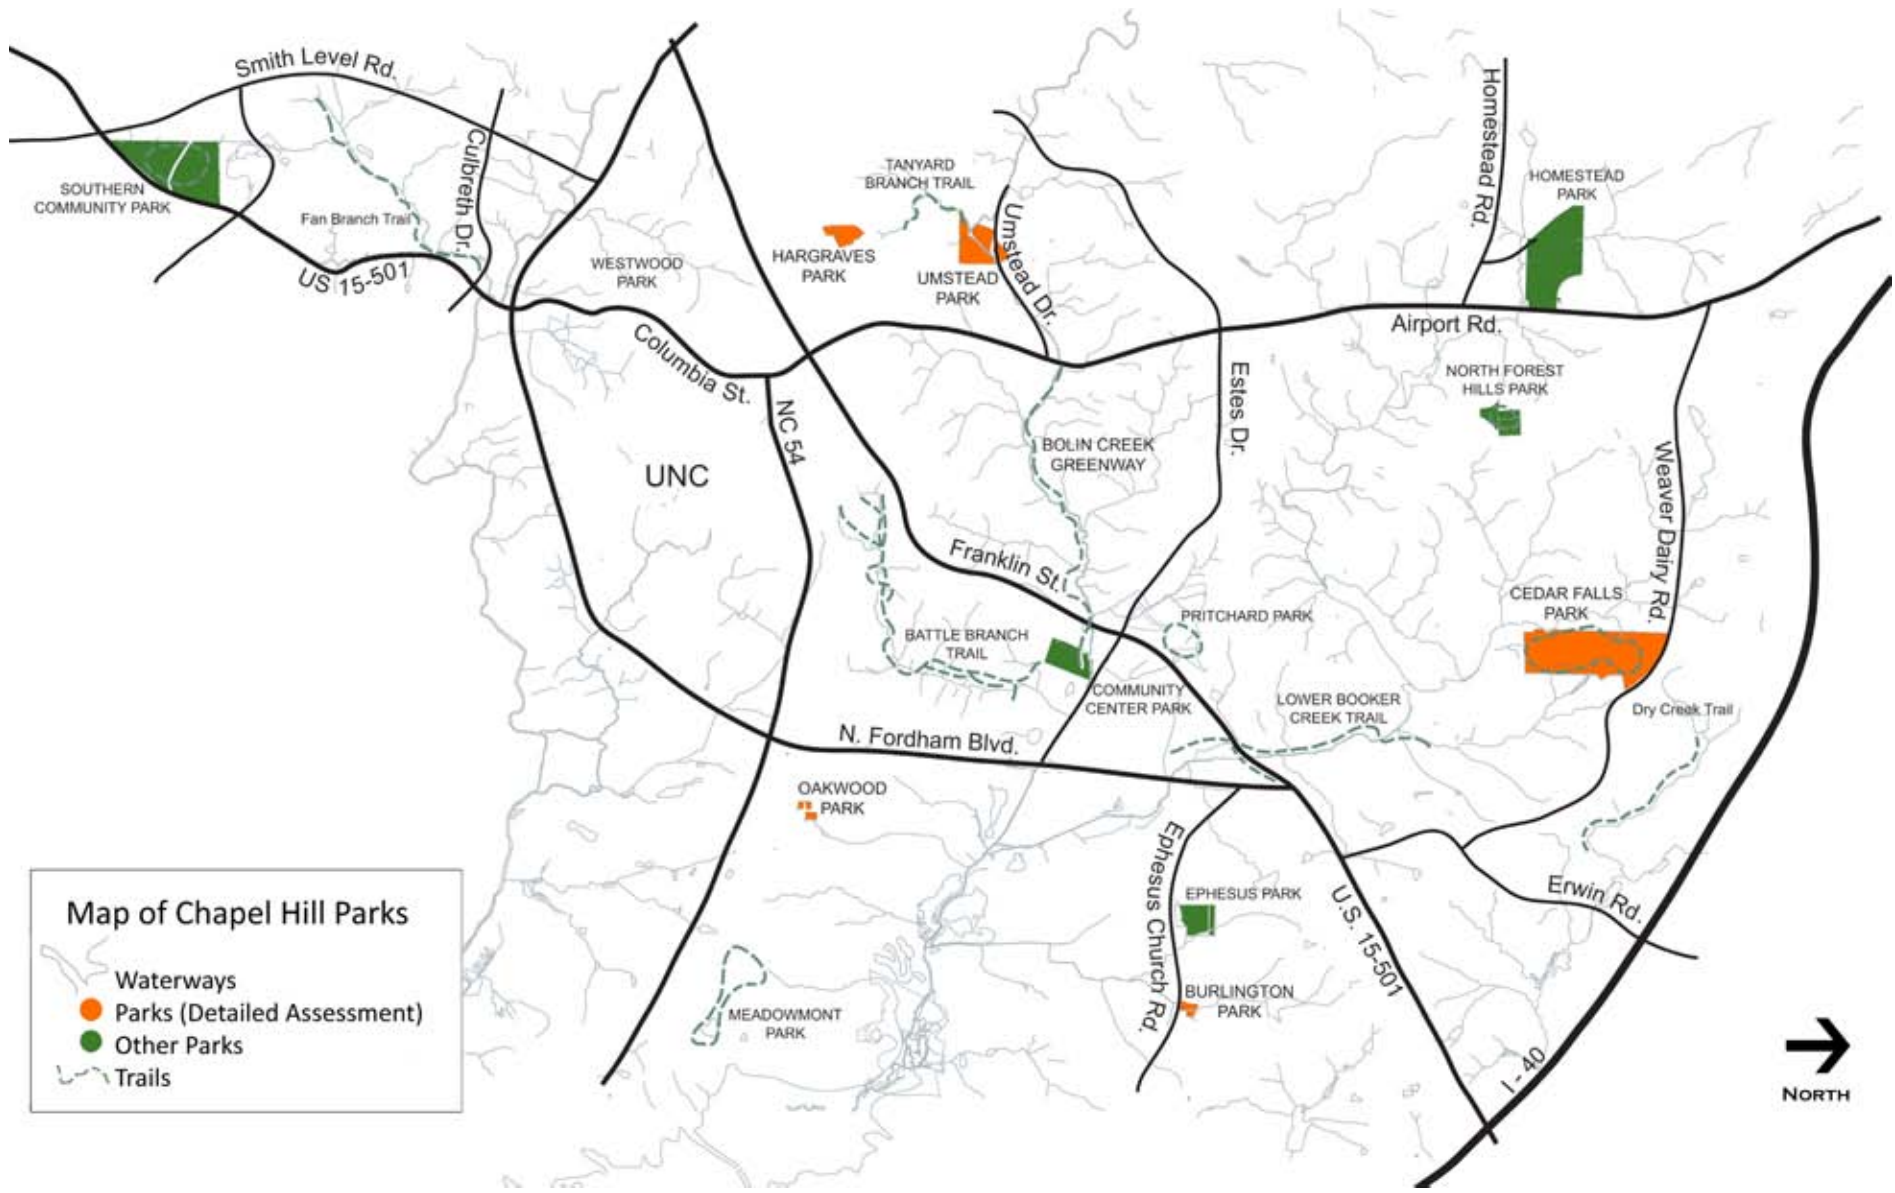 Smith Level Rd.
Culbreth Dr.
SOUTHERN
COMMUNITY PARK
Fan Branch Trail
US 15-501
WESTWOOD
PARK
TANYARD
BRANCH TRAIL
HARGRAVES
PARK
UMSTEAD
PARK
Umstead Dr.
Homestead Rd.
HOMESTEAD
PARK
Airport Rd.
Columbia St.
NC 54
UNC
Estes Dr.
NORTH FOREST
HILLS PARK
BOLIN CREEK
GREENWAY
Weaver Dairy Rd.
Franklin St.
CEDAR FALLS
PARK
PRITCHARD PARK
BATTLE BRANCH
TRAIL
COMMUNITY
CENTER PARK
LOWER BOOKER
CREEK TRAIL
Dry Creek Trail
N. Fordham Blvd.
OAKWOOD
PARK
Ephesus Church Rd.
EPHESUS PARK
U.S. 15-501
Erwin Rd.
BURLINGTON
PARK
MEADOWMONT
PARK
I - 40
Map of Chapel Hill Parks
Waterways
Parks (Detailed Assessment)
Other Parks
Trails
NORTH